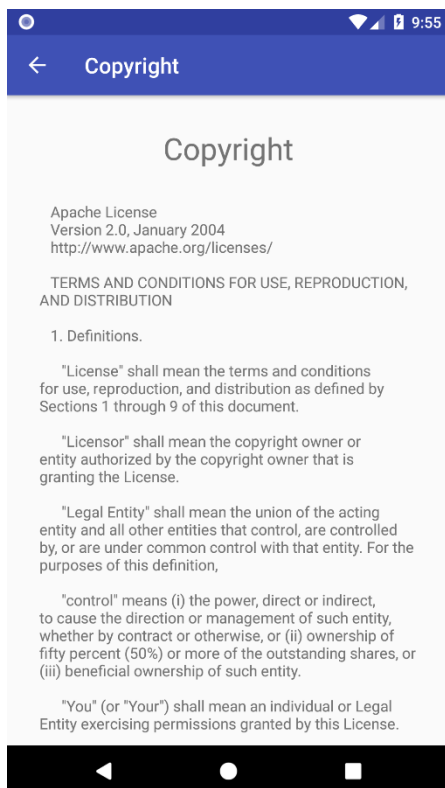 9:55
Copyright
Copyright
Apache License
Version 2.0, January 2004
http://www.apache.org/licenses/
TERMS AND CONDITIONS FOR USE, REPRODUCTION,
AND DISTRIBUTION
1. Definitions.
"License" shall mean the terms and conditions
for use, reproduction, and distribution as defined by
Sections 1 through 9 of this document.
"Licensor" shall mean the copyright owner or
entity authorized by the copyright owner that is
granting the License.
"Legal Entity" shall mean the union of the acting
entity and all other entities that control, are controlled
by, or are under common control with that entity. For the
purposes of this definition,
"control" means (i) the power, direct or indirect,
to cause the direction or management of such entity,
whether by contract or otherwise, or (ii) ownership of
fifty percent (50%) or more of the outstanding shares, or
(iii) beneficial ownership of such entity.
"You" (or "Your") shall mean an individual or Legal
Entity exercising permissions granted by this License.